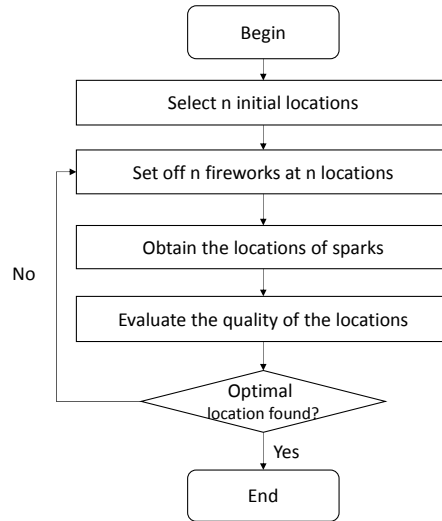 Begin
Select n initial locations
Set off n fireworks at n locations
Obtain the locations of sparks
No
Evaluate the quality of the locations
Optimal
location found?
Yes
End